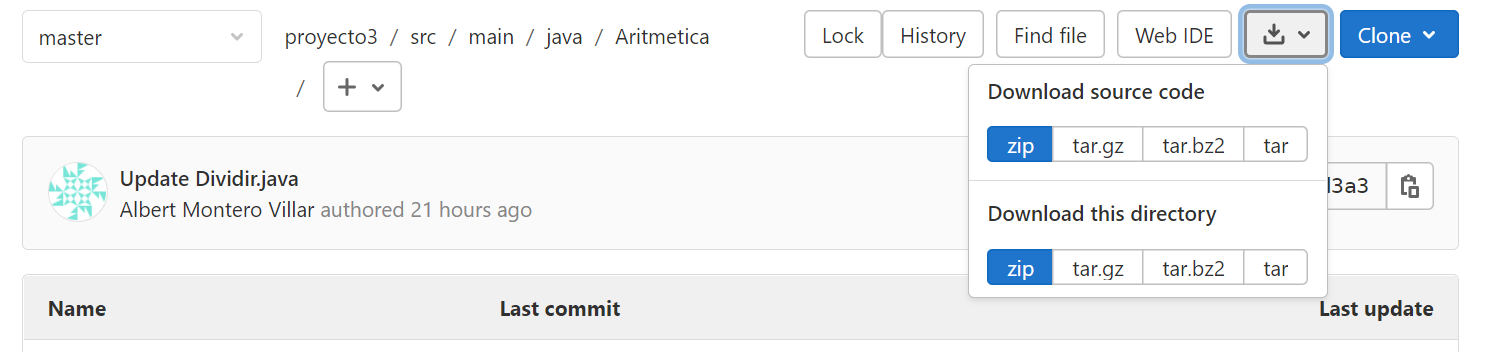 master proyecto3 / src / main / java / Aritmetica Lock History Find file Web IDE Clone
/ +
Download source code
zip tar.gz tar.bz2 tar
Update Dividir.java
Albert Montero Villar authored 21 hours ago
d3a3
Download this directory
zip tar.gz tar.bz2 tar
Name Last commit Last update